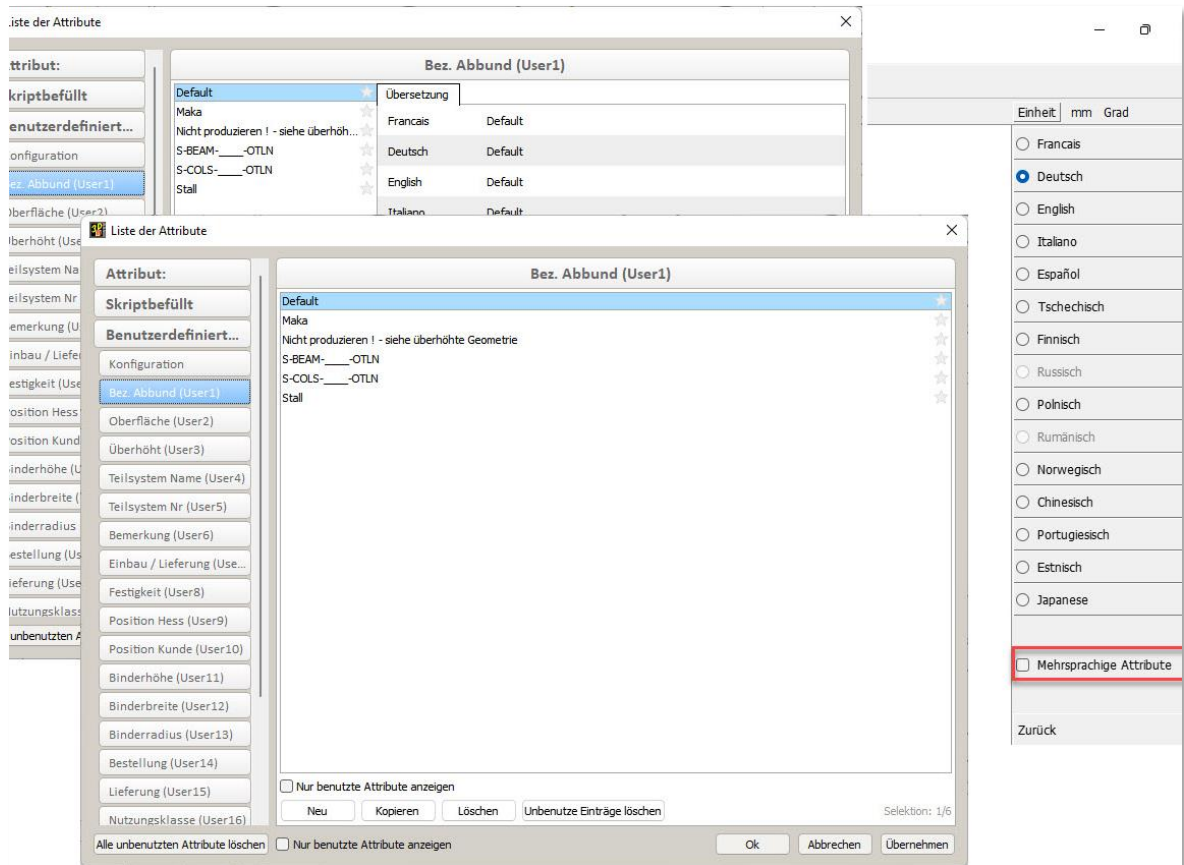 Liste der Attribute
Attribut:
Skriptbefüllt
Benutzerdefiniert...
Konfiguration
Bez. Abbund (User1)
Oberfläche (User2)
Bez. Abbund (User1)
Default
Maka
Nicht produzieren ! - siehe überhöh...
S-BEAM-____-OTLN
S-COLS-____-OTLN
Stall
Übersetzung
Francais Default
Deutsch Default
English Default
Italiano Default
Einheit mm Grad
Francais
Deutsch
English
Italiano
Español
Tschechisch
Finnisch
Russisch
Polnisch
Rumänisch
Norwegisch
Chinesisch
Portugiesisch
Estnisch
Japanese
Mehrsprachige Attribute
Zurück
Liste der Attribute
Attribut:
Skriptbefüllt
Benutzerdefiniert...
Konfiguration
Bez. Abbund (User1)
Oberfläche (User2)
Überhöht (User3)
Teilsystem Name (User4)
Teilsystem Nr (User5)
Bemerkung (User6)
Einbau / Lieferung (Use...
Festigkeit (User8)
Position Hess (User9)
Position Kunde (User10)
Binderhöhe (User11)
Binderbreite (User12)
Binderradius (User13)
Bestellung (User14)
Lieferung (User15)
Nutzungsklasse (User16)
Bez. Abbund (User1)
Default
Maka
Nicht produzieren ! - siehe überhöhte Geometrie
S-BEAM-____-OTLN
S-COLS-____-OTLN
Stall
Nur benutzte Attribute anzeigen
Neu Kopieren Löschen Unbenutze Einträge löschen Selektion: 1/6
Alle unbenutzten Attribute löschen Nur benutzte Attribute anzeigen Ok Abbrechen Übernehmen